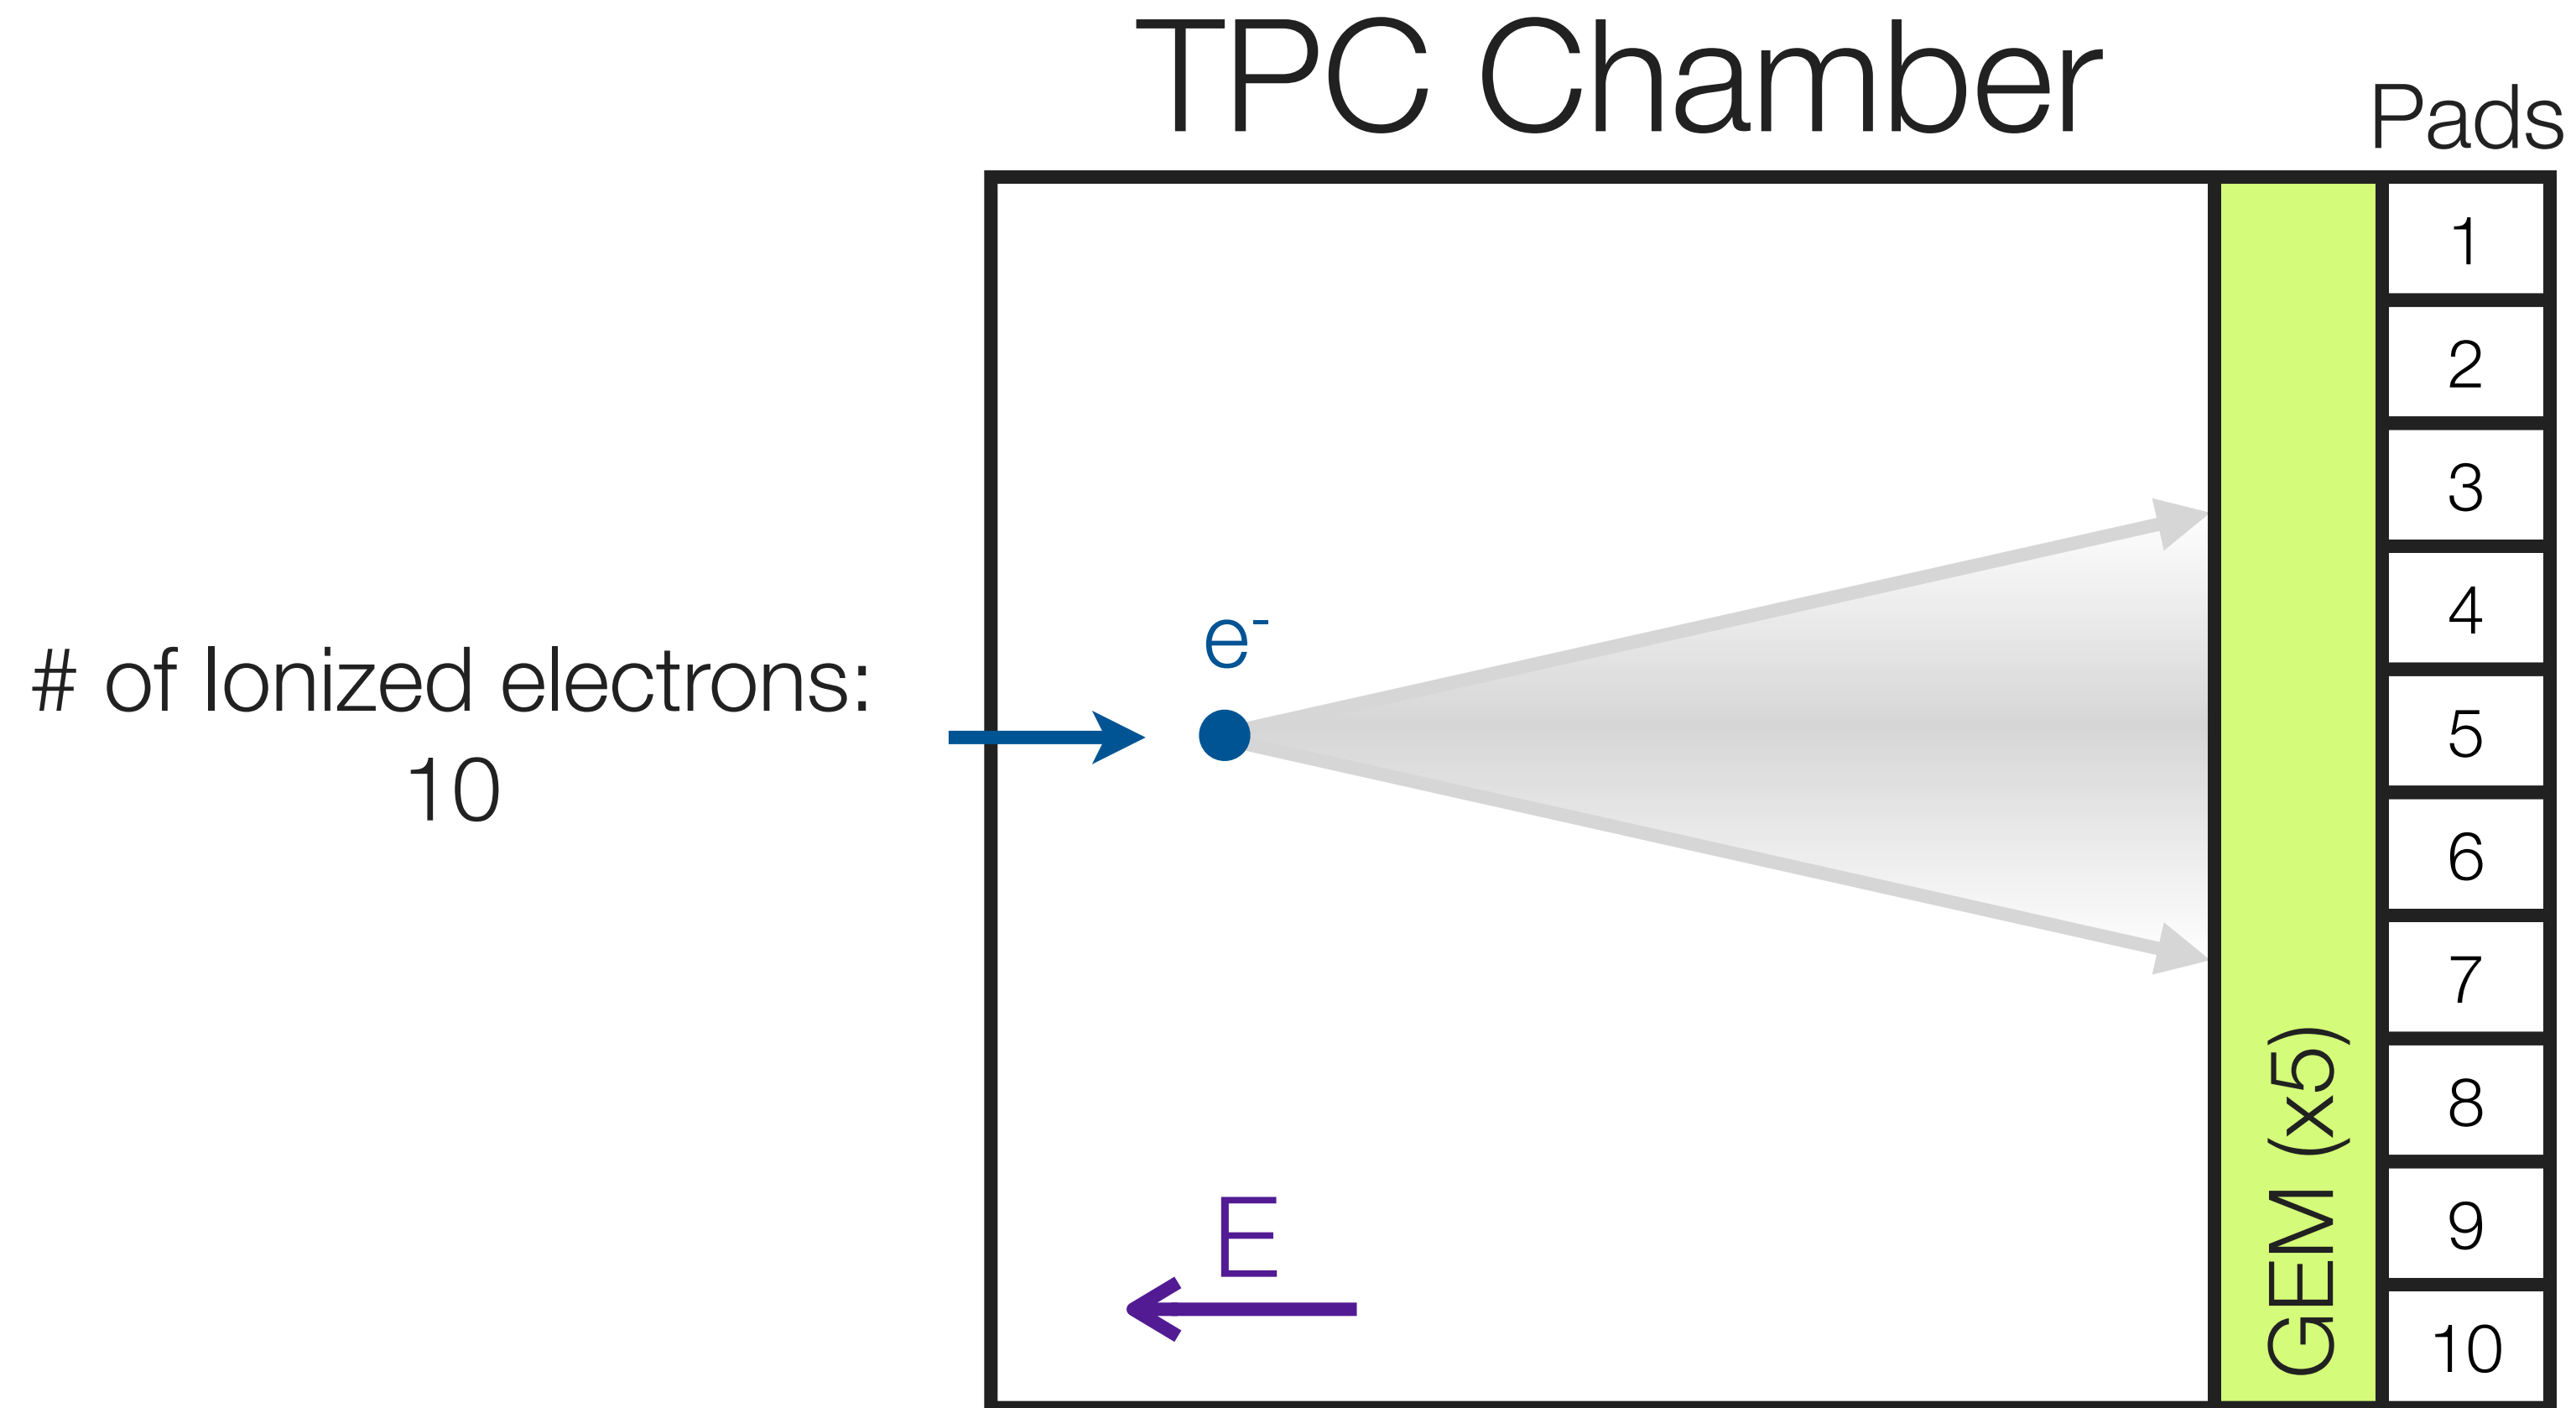 TPC Chamber
Pads
1
2
3
4
5
6
7
8
9
10
e-
# of Ionized electrons:
10
E
GEM (x5)